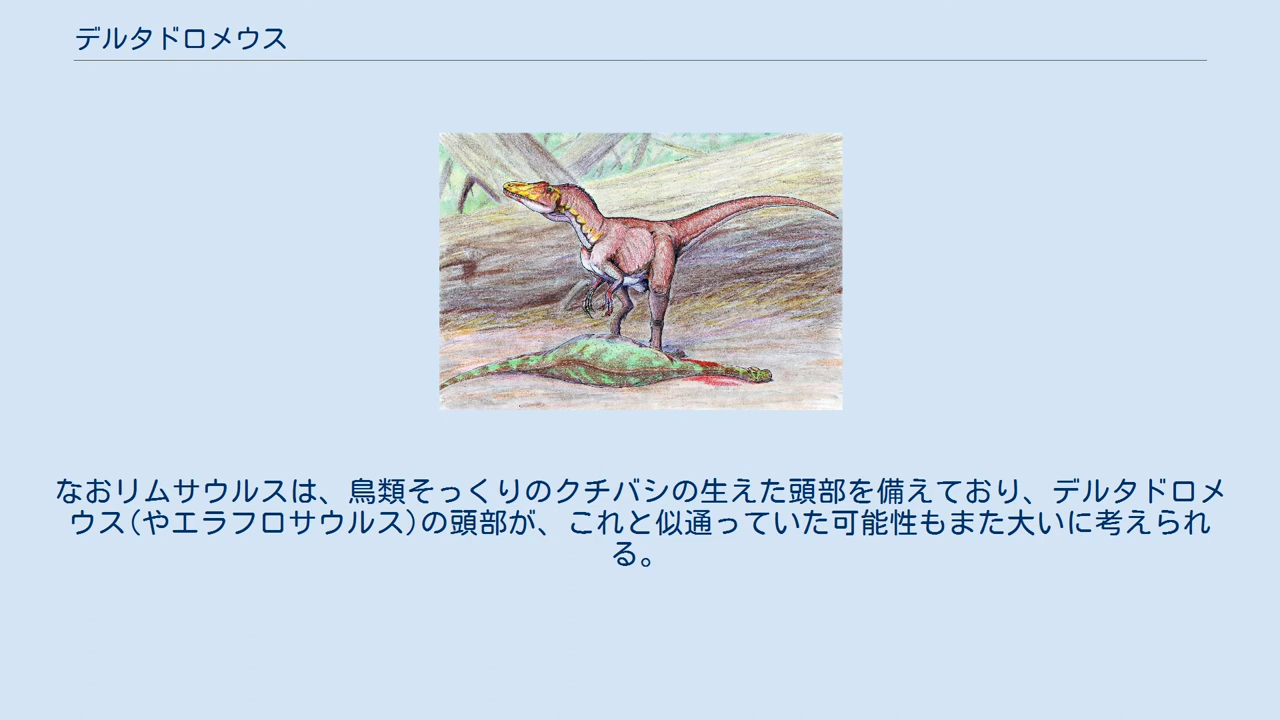 デルタドロメウス
なおリムサウルスは、鳥類そっくりのクチバシの生えた頭部を備えており、デルタドロメ
ウス(やエラフロサウルス)の頭部が、これと似通っていた可能性もまた大いに考えられ
る。